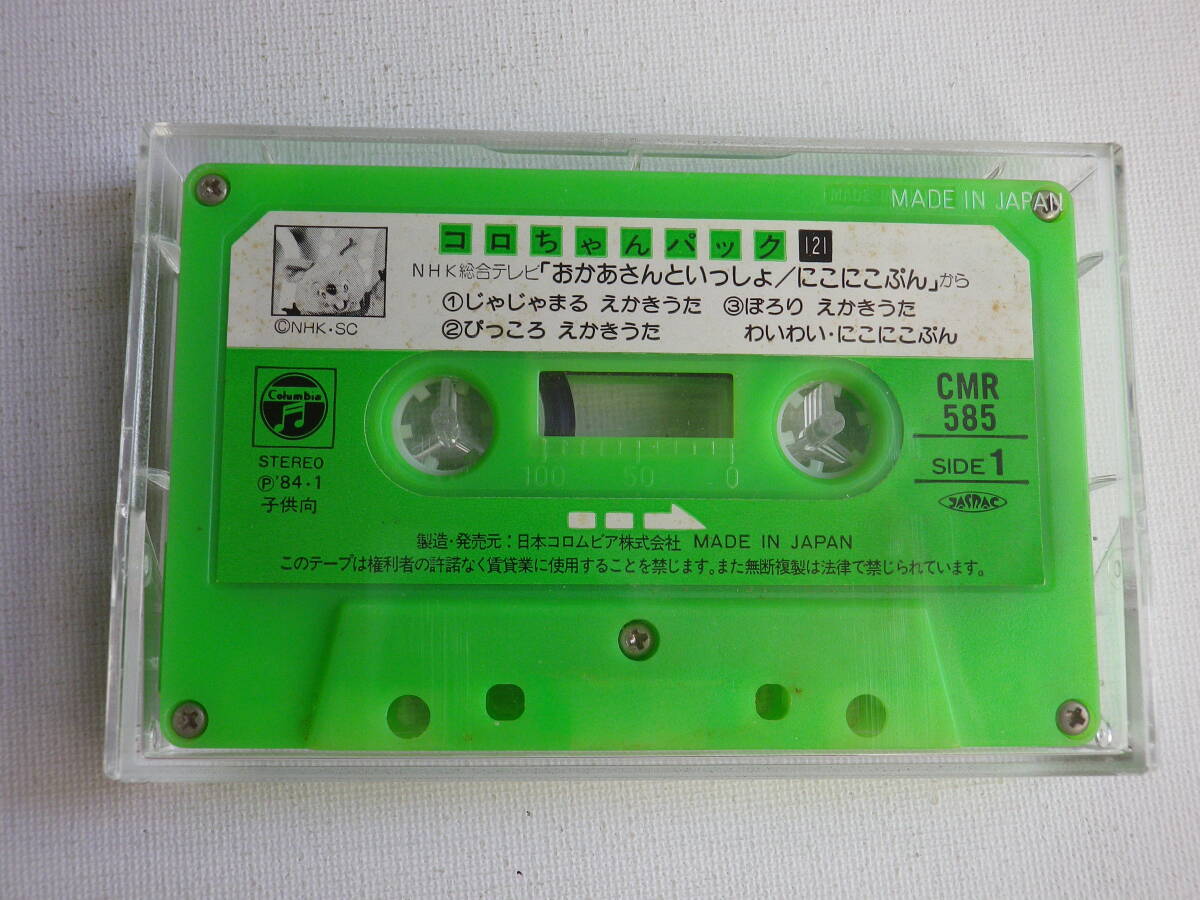 MADE IN JAPAN
コロちゃんパック 121
NHK総合テレビ「おかあさんといっしょ/にこにこぷん」から
①じゃじゃまる えかきうた ③ぽろり えかきうた
②ぴっころ えかきうた わいわい・にこにこぷん
©NHK・SC
Columbia
STEREO
Ⓟ'84・1
子供向
CMR
585
SIDE 1
JASRAC
100 50 0
製造・発売元:日本コロムビア株式会社 MADE IN JAPAN
このテープは権利者の許諾なく賃貸業に使用することを禁じます。また無断複製は法律で禁じられています。